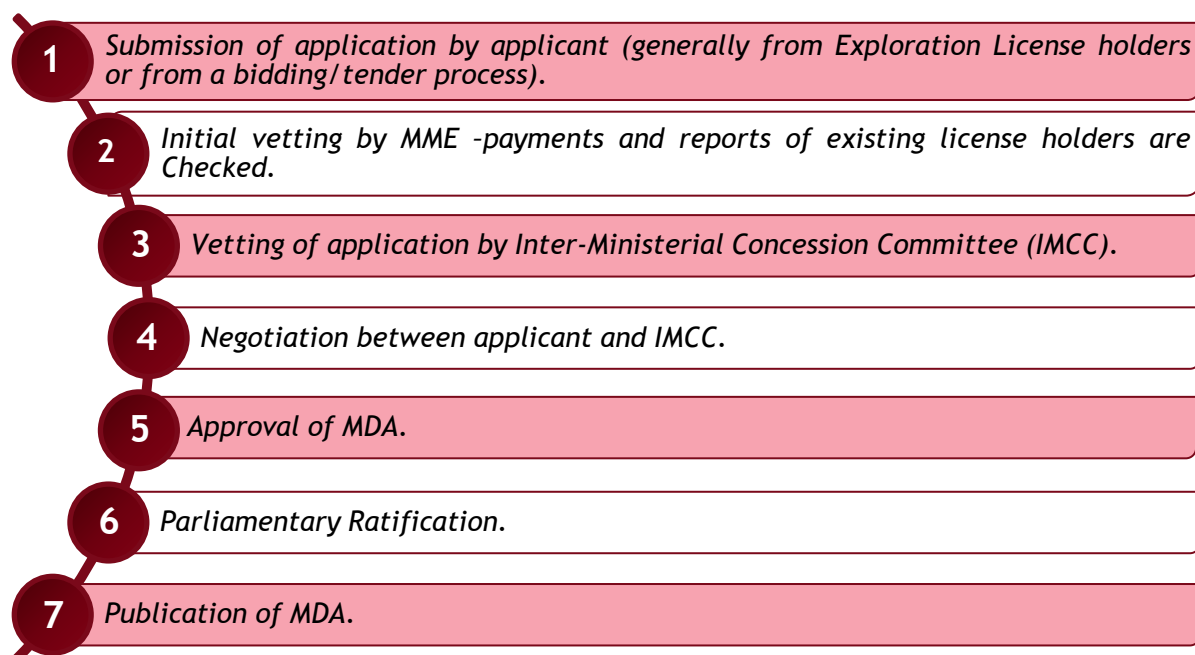 1
Submission of application by applicant (generally from Exploration License holders
or from a bidding/tender process).
2
Initial vetting by MME –payments and reports of existing license holders are
Checked.
3
Vetting of application by Inter-Ministerial Concession Committee (IMCC).
4
Negotiation between applicant and IMCC.
5
Approval of MDA.
6
Parliamentary Ratification.
7
Publication of MDA.